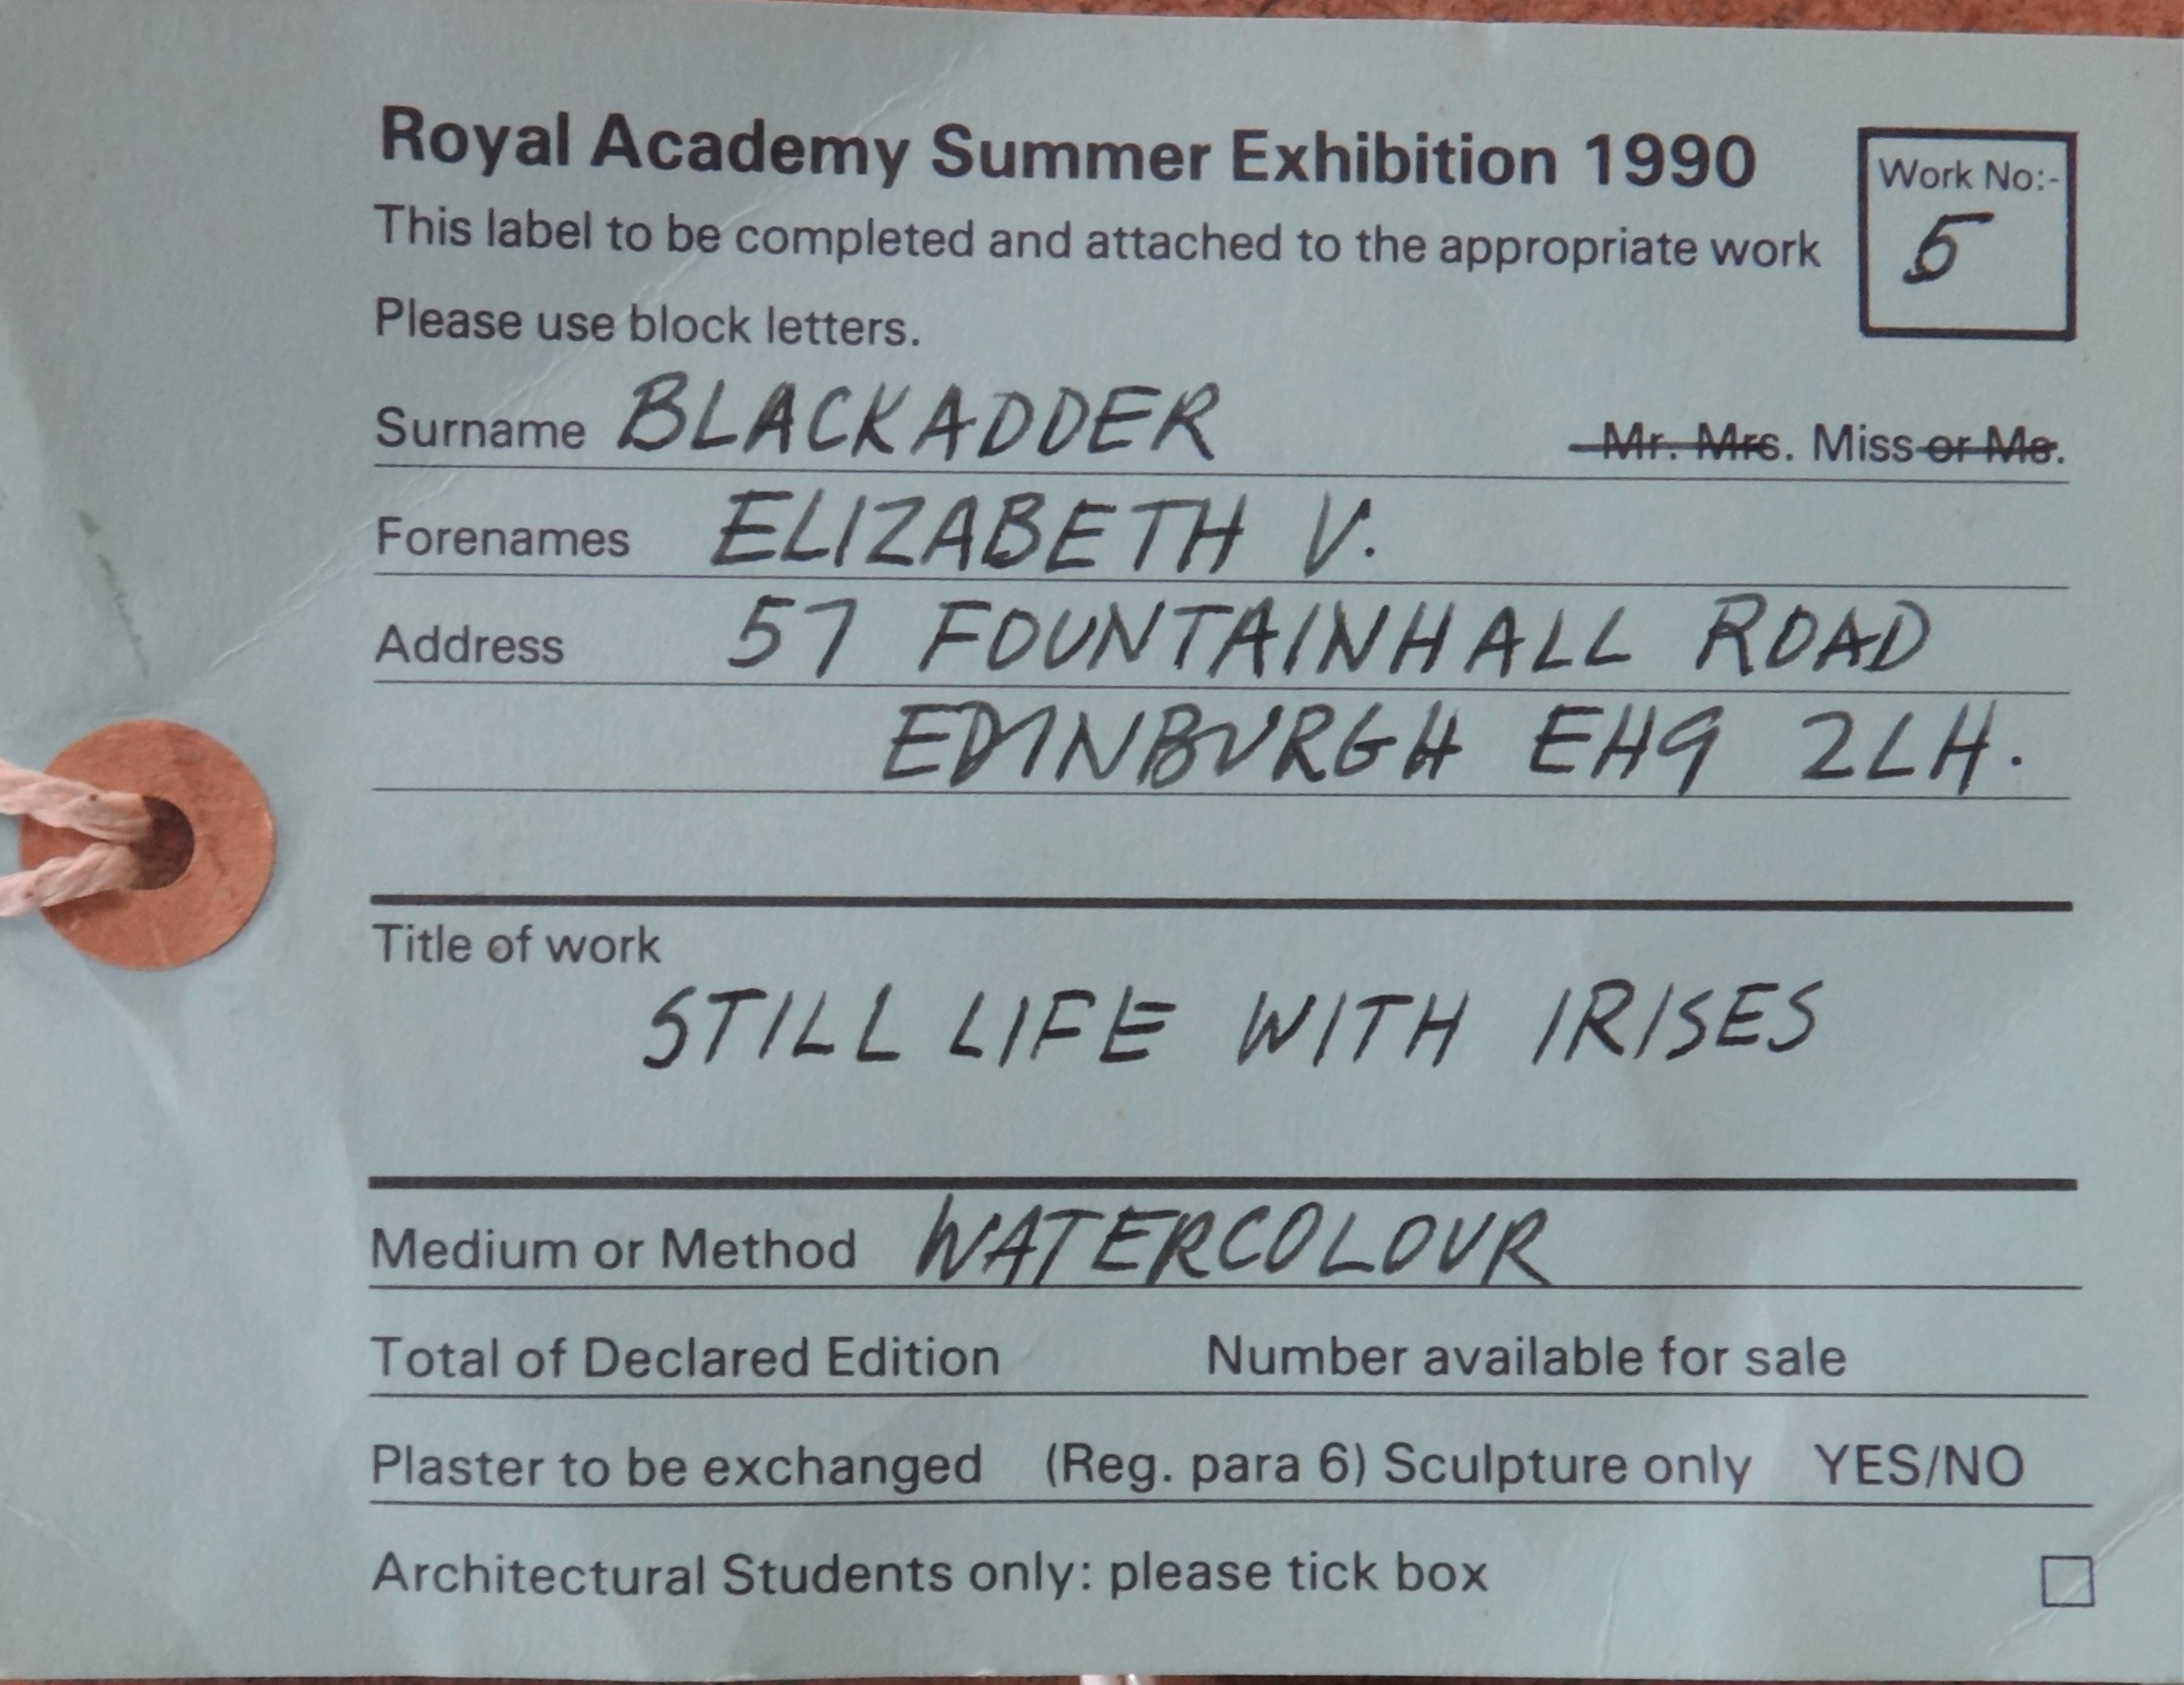 Royal Academy Summer Exhibition 1990
Work No:-
5
This label to be completed and attached to the appropriate work
Please use block letters.
Surname BLACKADDER Mr. Mrs. Miss or Ms.
Forenames ELIZABETH V.
Address 57 FOUNTAINHALL ROAD
EDINBURGH EH9 2LH.
Title of work
STILL LIFE WITH IRISES
Medium or Method WATERCOLOUR
Total of Declared Edition Number available for sale
Plaster to be exchanged (Reg. para 6) Sculpture only YES/NO
Architectural Students only: please tick box